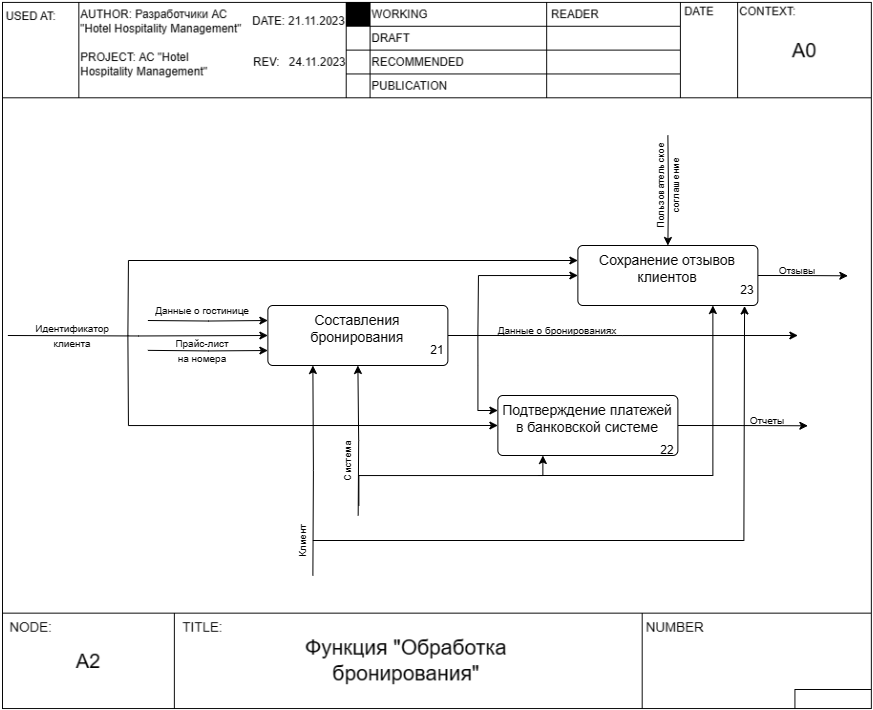 USED AT:
AUTHOR: Разработчики АС
"Hotel Hospitality Management"
DATE: 21.11.2023
PROJECT: АС "Hotel
Hospitality Management"
REV: 24.11.2023
WORKING
DRAFT
RECOMMENDED
PUBLICATION
READER
DATE
CONTEXT:
A0
Пользовательское
соглашение
Сохранение отзывов
клиентов
23
Отзывы
Данные о гостинице
Идентификатор
клиента
Прайс-лист
на номера
Составления
бронирования
21
Данные о бронированиях
Подтверждение платежей
в банковской системе
22
Отчеты
Система
Клиент
NODE:
A2
TITLE:
Функция "Обработка
бронирования"
NUMBER